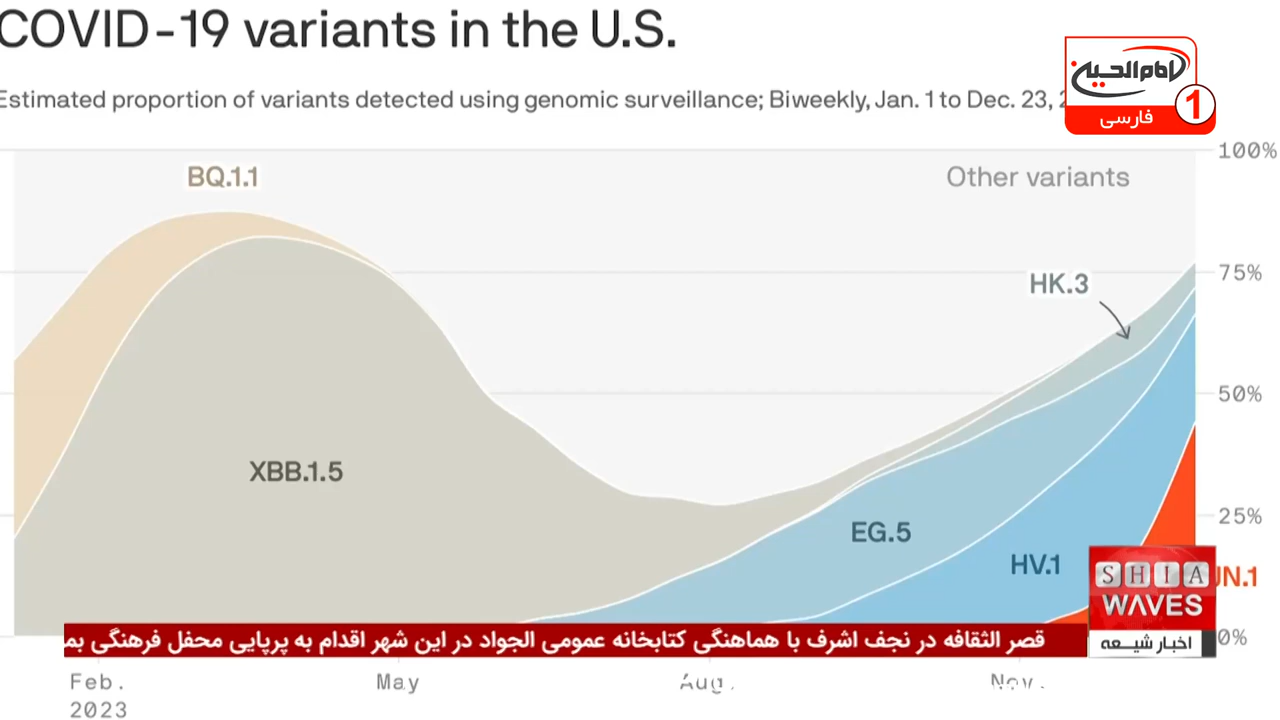 COVID-19 variants in the U.S.
Estimated proportion of variants detected using genomic surveillance; Biweekly, Jan. 1 to Dec. 23, 2
امام الحسین
1
فارسی
100%
BQ.1.1
Other variants
75%
HK.3
50%
XBB.1.5
25%
EG.5
HV.1
JN.1
SHIA
WAVES
0%
اخبار شیـعه
قصر الثقافه در نجف اشرف با هماهنگی کتابخانه عمومی الجواد در این شهر اقدام به پرپایی محفل فرهنگی بمـ
Feb.
2023
May
Aug.
Nov.